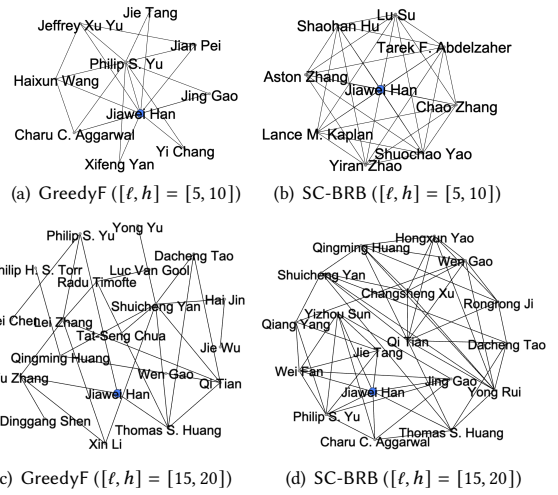 Jie Tang
Jeffrey Xu Yu
Jian Pei
Philip S. Yu
Haixun Wang
Jing Gao
Jiawei Han
Charu C. Aggarwal
Yi Chang
Xifeng Yan
(a) GreedyF ([ℓ, h] = [5, 10])
Lu Su
Shaohan Hu
Tarek F. Abdelzaher
Aston Zhang
Jiawei Han
Chao Zhang
Lance M. Kaplan
Shuochao Yao
Yiran Zhao
(b) SC-BRB ([ℓ, h] = [5, 10])
Yong Yu
Philip S. Yu
Dacheng Tao
hilip H. S. Torr
Luc Van Gool
Radu Timofte
Hai Jin
Shuicheng Yan
ei Chen
Lei Zhang
Tat-Seng Chua
Jie Wu
Qingming Huang
u Zhang
Wen Gao
Qi Tian
Jiawei Han
Dinggang Shen
Thomas S. Huang
Xin Li
c) GreedyF ([ℓ, h] = [15, 20])
Hongxun Yao
Qingming Huang
Wen Gao
Shuicheng Yan
Changsheng Xu
Rongrong Ji
Yizhou Sun
Qiang Yang
Qi Tian
Dacheng Tao
Jie Tang
Wei Fan
Jing Gao
Jiawei Han
Yong Rui
Philip S. Yu
Thomas S. Huang
Charu C. Aggarwal
(d) SC-BRB ([ℓ, h] = [15, 20])